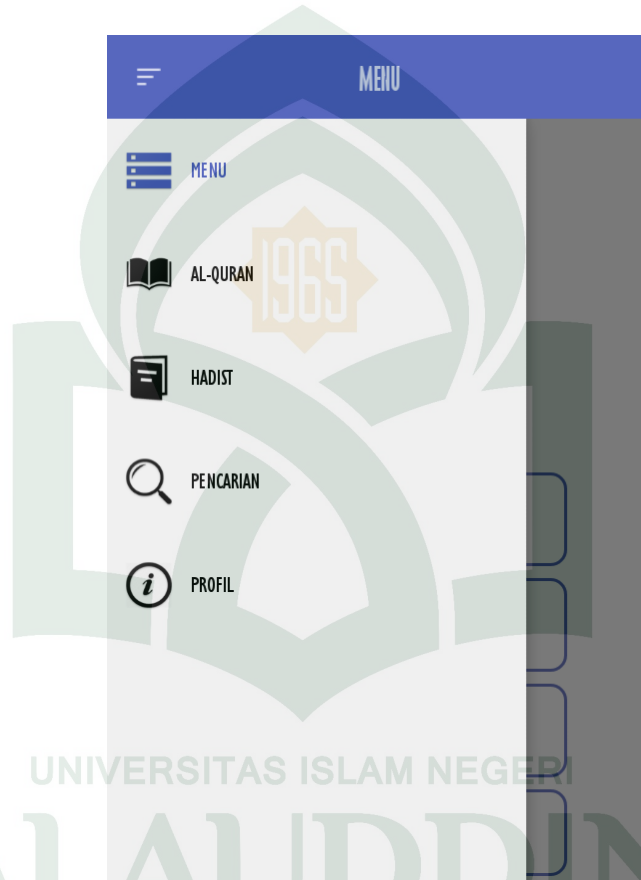 MENU
MENU
1965
AL-QURAN
HADIST
PENCARIAN
PROFIL
UNIVERSITAS ISLAM NEGERI
ALAUDDIN